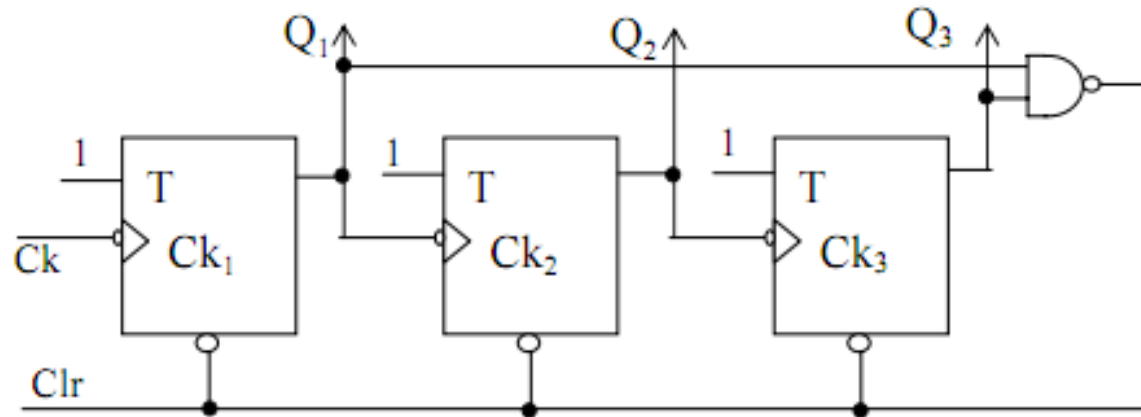 Q₁ Q₂ Q₃
1 1 1
T T T
Ck Ck₁ Ck₂ Ck₃
Clr